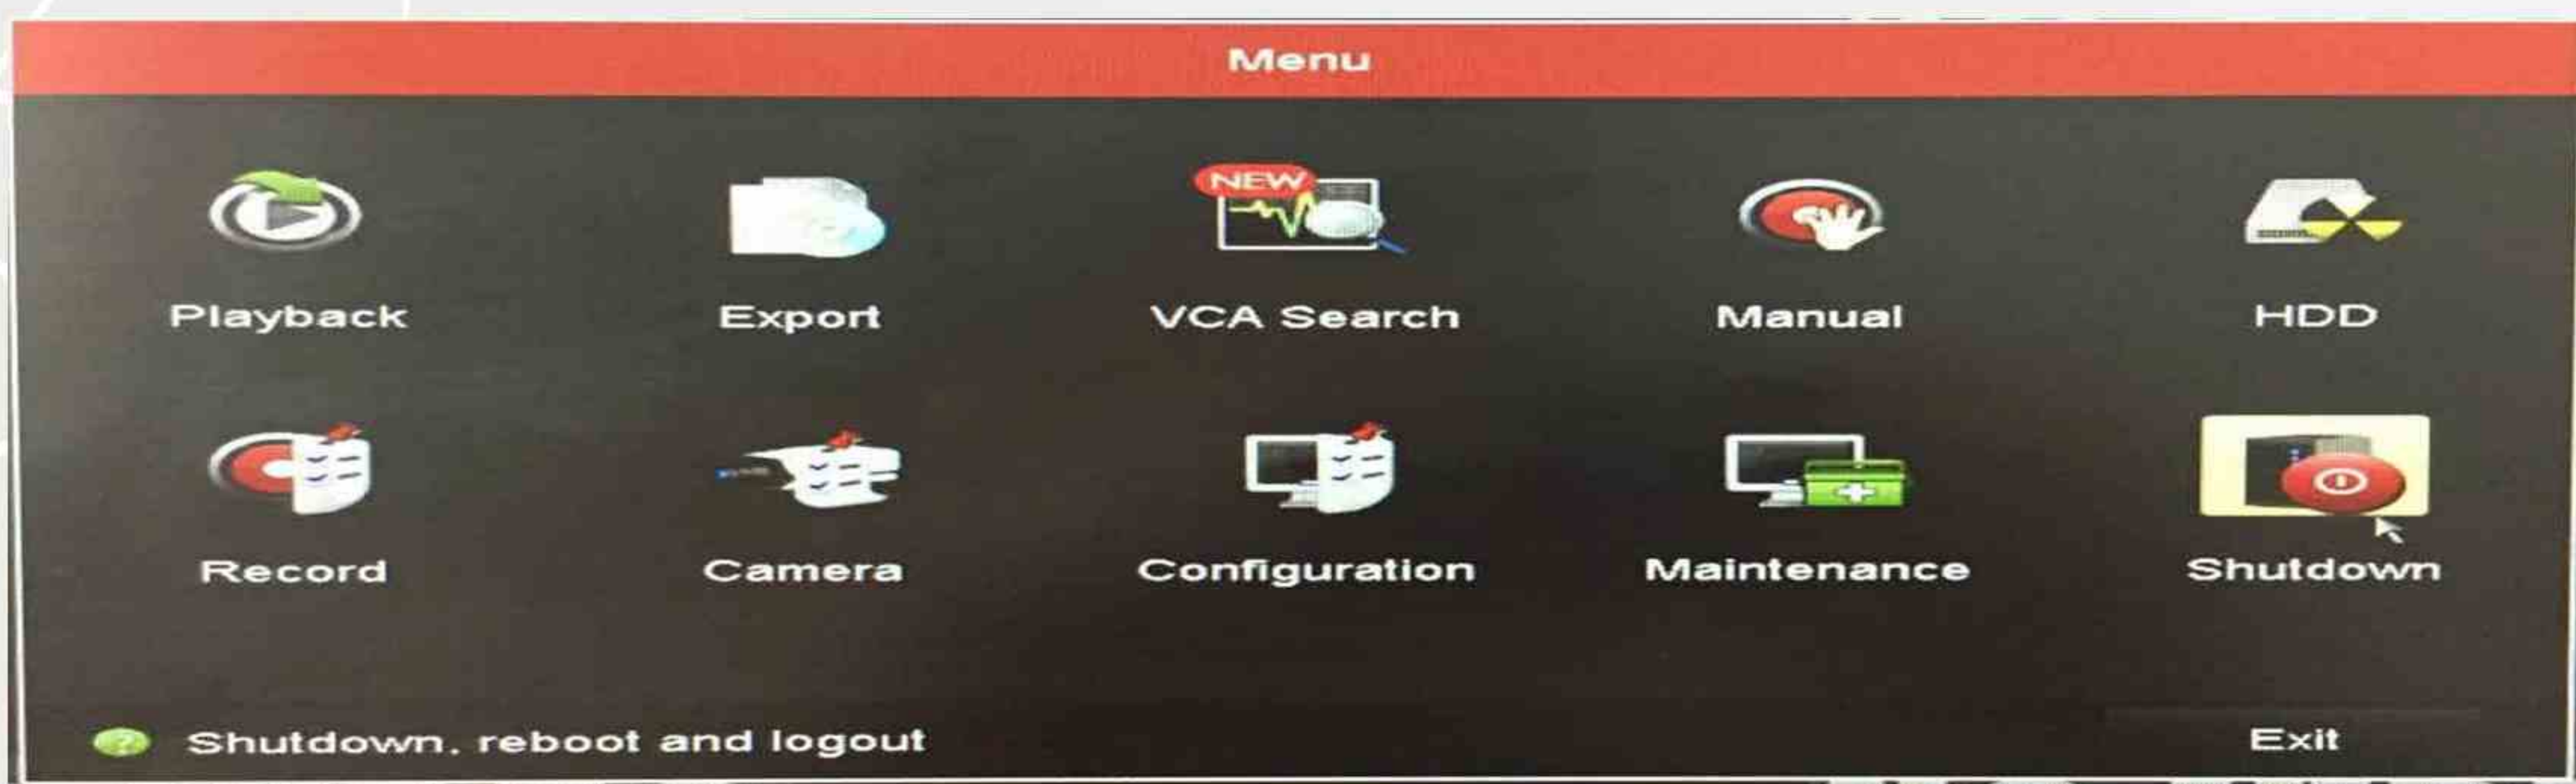 Menu
NEW
Playback Export VCA Search Manual HDD
Record Camera Configuration Maintenance Shutdown
Shutdown, reboot and logout Exit